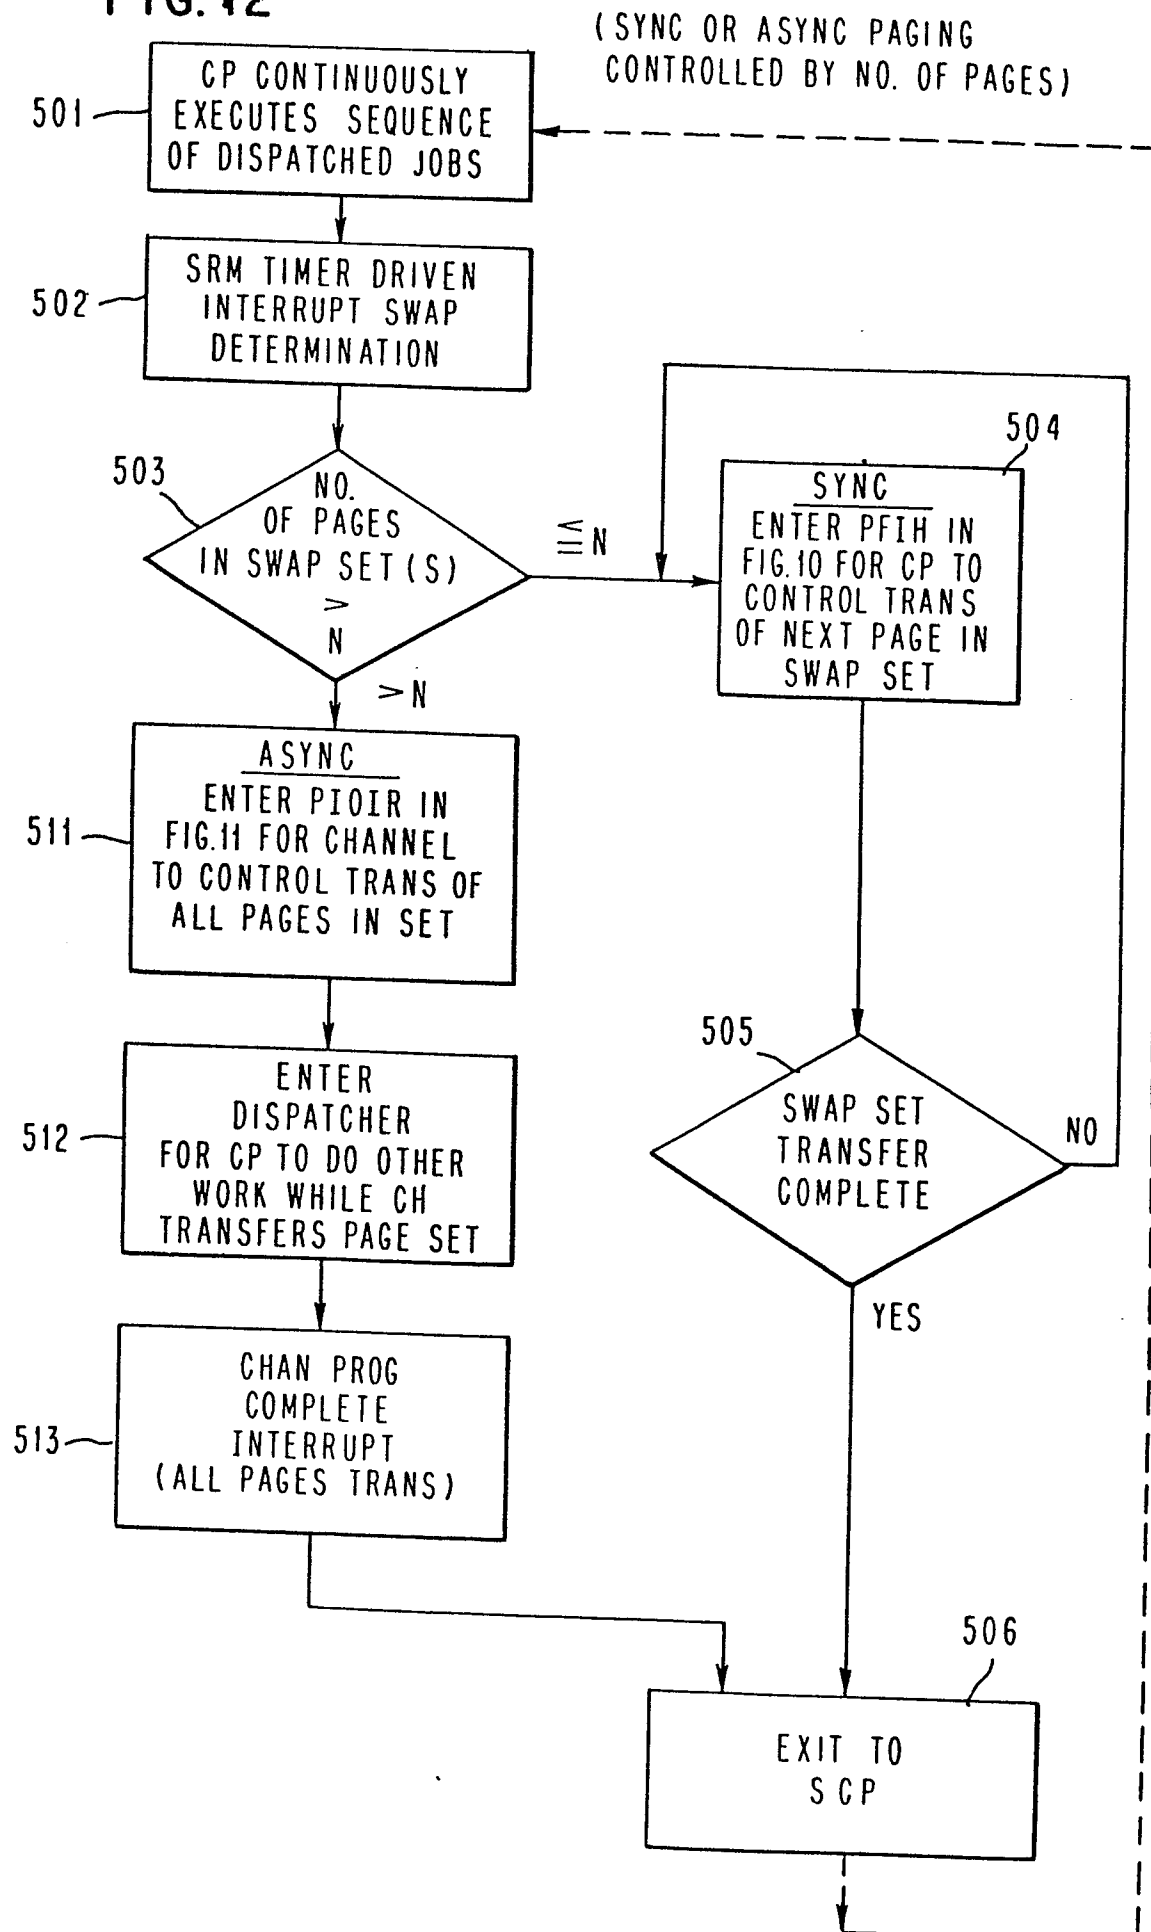 FIG. 12
(SYNC OR ASYNC PAGING
CONTROLLED BY NO. OF PAGES)
501
CP CONTINUOUSLY
EXECUTES SEQUENCE
OF DISPATCHED JOBS
502
SRM TIMER DRIVEN
INTERRUPT SWAP
DETERMINATION
503
NO.
OF PAGES
IN SWAP SET(S)
>
N
≦ N
> N
504
SYNC
ENTER PFIH IN
FIG.10 FOR CP TO
CONTROL TRANS
OF NEXT PAGE IN
SWAP SET
511
ASYNC
ENTER PIOIR IN
FIG.11 FOR CHANNEL
TO CONTROL TRANS OF
ALL PAGES IN SET
505
SWAP SET
TRANSFER
COMPLETE
NO
YES
512
ENTER
DISPATCHER
FOR CP TO DO OTHER
WORK WHILE CH
TRANSFERS PAGE SET
513
CHAN PROG
COMPLETE
INTERRUPT
(ALL PAGES TRANS)
506
EXIT TO
SCP